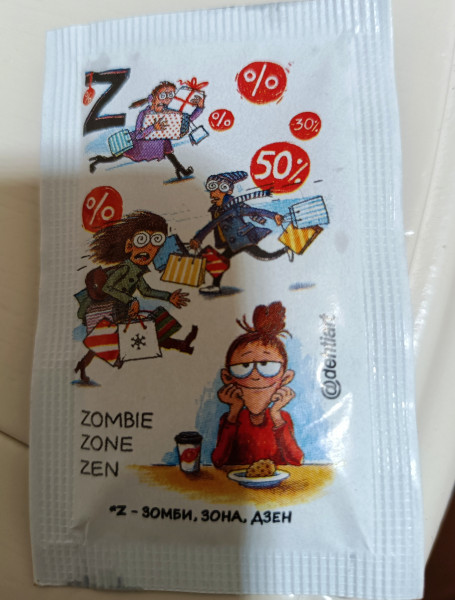 Z
%
%
30%
50%
%
@dentiart
ZOMBIE
ZONE
ZEN
*Z – ЗОМБИ, ЗОНА, ДЗЕН